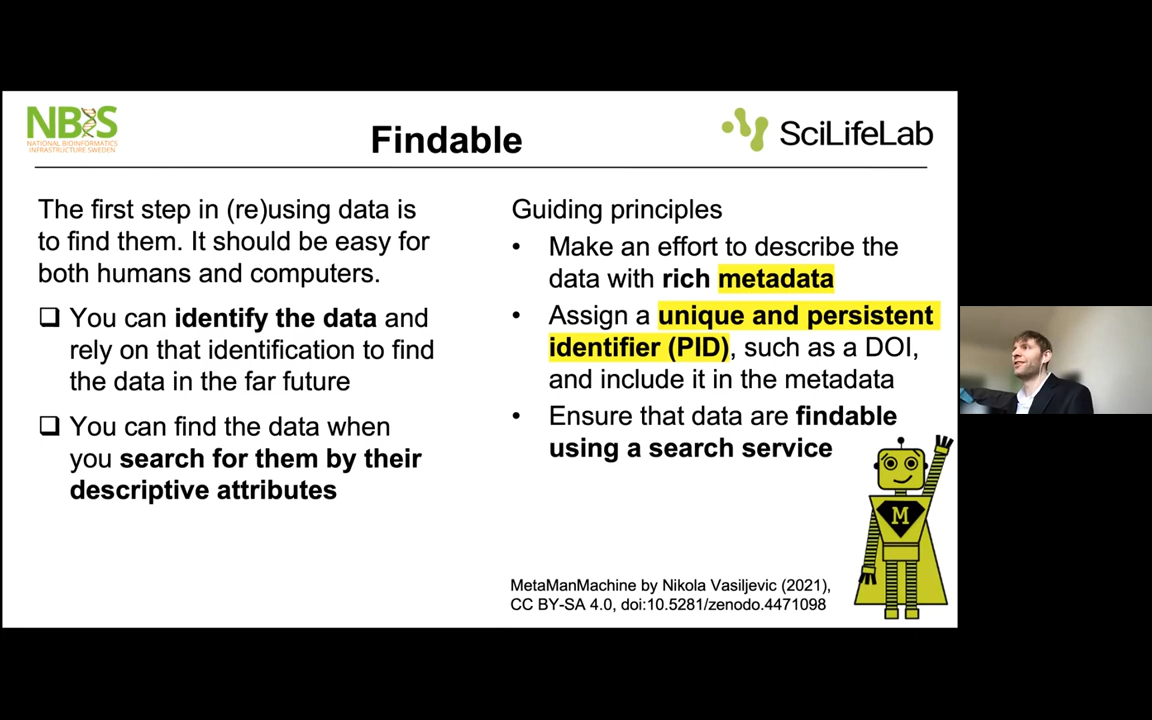 NBIS
NATIONAL BIOINFORMATICS
INFRASTRUCTURE SWEDEN
Findable
SciLifeLab
The first step in (re)using data is
to find them. It should be easy for
both humans and computers.
You can identify the data and
rely on that identification to find
the data in the far future
You can find the data when
you search for them by their
descriptive attributes
Guiding principles
• Make an effort to describe the
data with rich metadata
• Assign a unique and persistent
identifier (PID), such as a DOI,
and include it in the metadata
• Ensure that data are findable
using a search service
M
MetaManMachine by Nikola Vasiljevic (2021),
CC BY-SA 4.0, doi:10.5281/zenodo.4471098